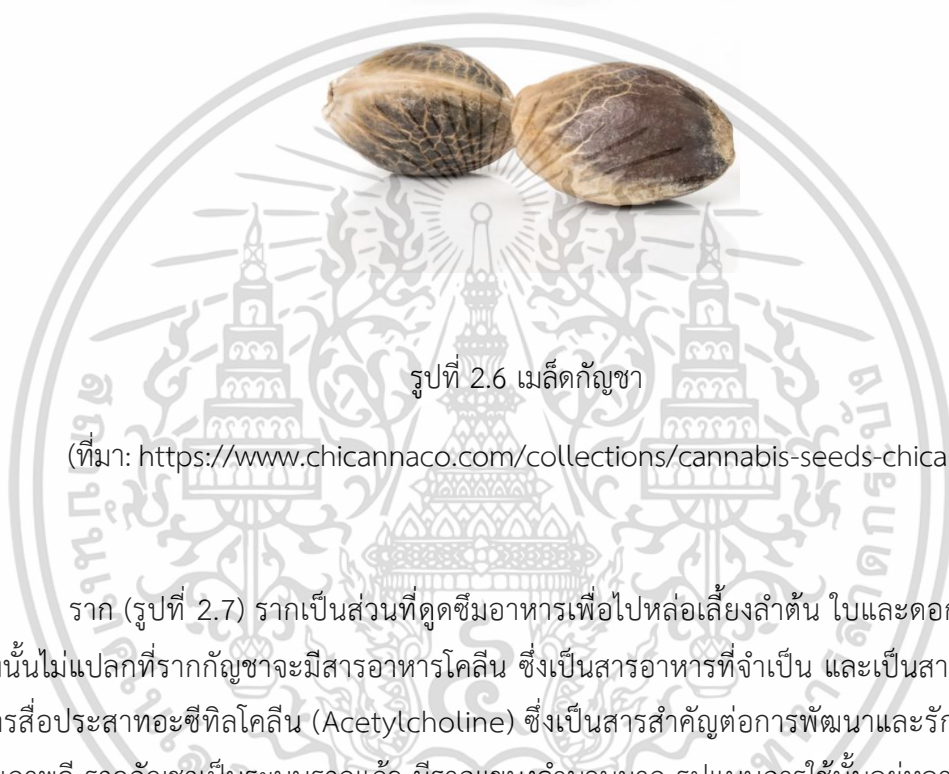 รูปที่ 2.6 เมล็ดกัญชา
(ที่มา: https://www.chicannaco.com/collections/cannabis-seeds-chica
ราก (รูปที่ 2.7) รากเป็นส่วนที่ดูดซึมอาหารเพื่อไปหล่อเลี้ยงลำต้น ใบและดอก
นั้นไม่แปลกที่รากกัญชาจะมีสารอาหารโคลีน ซึ่งเป็นสารอาหารที่จำเป็น และเป็นสา
รสื่อประสาทอะซีทิลโคลีน (Acetylcholine) ซึ่งเป็นสารสำคัญต่อการพัฒนาและรัก